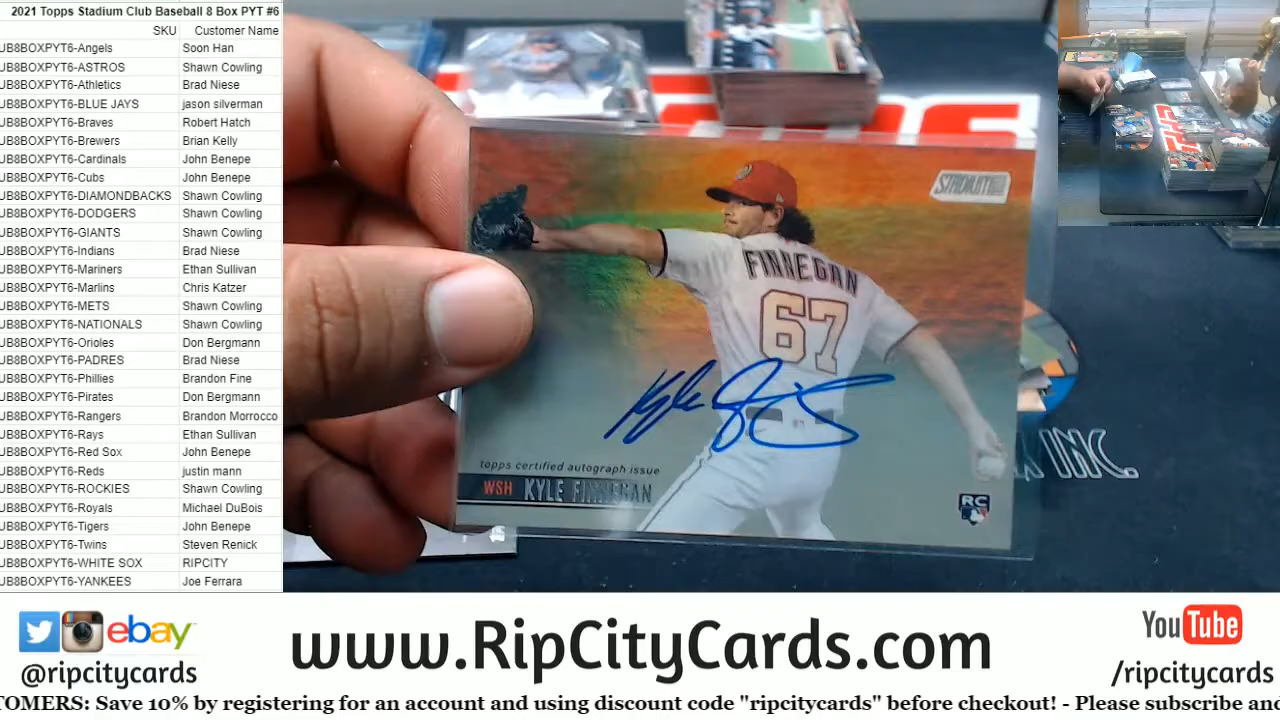 2021 Topps Stadium Club Baseball 8 Box PYT #6
SKU Customer Name
UB8BOXPYT6-Angels Soon Han
UB8BOXPYT6-ASTROS Shawn Cowling
UB8BOXPYT6-Athletics Brad Niese
UB8BOXPYT6-BLUE JAYS jason silverman
UB8BOXPYT6-Braves Robert Hatch
UB8BOXPYT6-Brewers Brian Kelly
UB8BOXPYT6-Cardinals John Benepe
UB8BOXPYT6-Cubs John Benepe
UB8BOXPYT6-DIAMONDBACKS Shawn Cowling
UB8BOXPYT6-DODGERS Shawn Cowling
UB8BOXPYT6-GIANTS Shawn Cowling
UB8BOXPYT6-Indians Brad Niese
UB8BOXPYT6-Mariners Ethan Sullivan
UB8BOXPYT6-Marlins Chris Katzer
UB8BOXPYT6-METS Shawn Cowling
UB8BOXPYT6-NATIONALS Shawn Cowling
UB8BOXPYT6-Orioles Don Bergmann
UB8BOXPYT6-PADRES Brad Niese
UB8BOXPYT6-Phillies Brandon Fine
UB8BOXPYT6-Pirates Don Bergmann
UB8BOXPYT6-Rangers Brandon Morrocco
UB8BOXPYT6-Rays Ethan Sullivan
UB8BOXPYT6-Red Sox John Benepe
UB8BOXPYT6-Reds justin mann
UB8BOXPYT6-ROCKIES Shawn Cowling
UB8BOXPYT6-Royals Michael DuBois
UB8BOXPYT6-Tigers John Benepe
UB8BOXPYT6-Twins Steven Renick
UB8BOXPYT6-WHITE SOX RIPCITY
UB8BOXPYT6-YANKEES Joe Ferrara
STADIUM
FINNEGAN
67
topps certified autograph issue
WSH KYLE FINNEGAN
RC
INC.
ebay
@ripcitycards
www.RipCityCards.com
YouTube
/ripcitycards
TOMERS: Save 10% by registering for an account and using discount code "ripcitycards" before checkout! - Please subscribe and